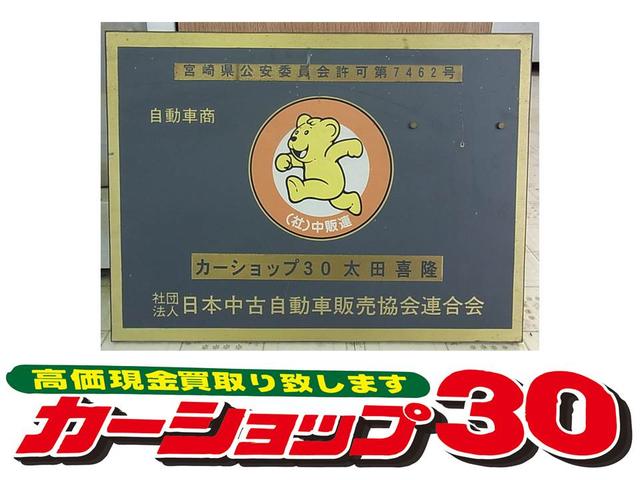 宮崎県公安委員会許可第7462号
自動車商
(社)中販連
カーショップ30 太田喜隆
社団法人日本中古自動車販売協会連合会
高価現金買取り致します
カーショップ30